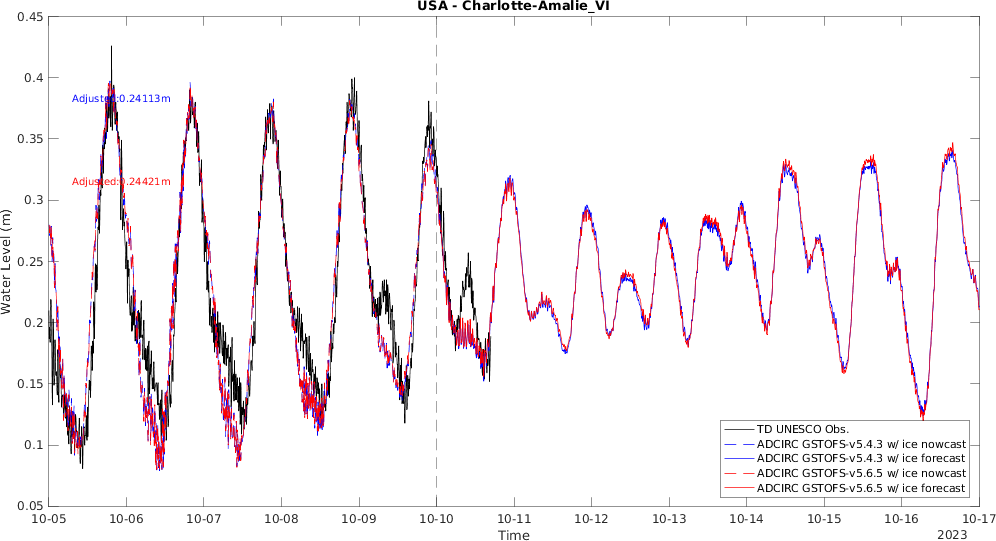 USA - Charlotte-Amalie_VI
0.45
0.4
0.35
0.3
0.25
0.2
0.15
0.1
0.05
Water Level (m)
Adjusted:0.24113m
Adjusted:0.24421m
TD UNESCO Obs.
ADCIRC GSTOFS-v5.4.3 w/ ice nowcast
ADCIRC GSTOFS-v5.4.3 w/ ice forecast
ADCIRC GSTOFS-v5.6.5 w/ ice nowcast
ADCIRC GSTOFS-v5.6.5 w/ ice forecast
10-05 10-06 10-07 10-08 10-09 10-10 10-11 10-12 10-13 10-14 10-15 10-16 10-17
Time
2023